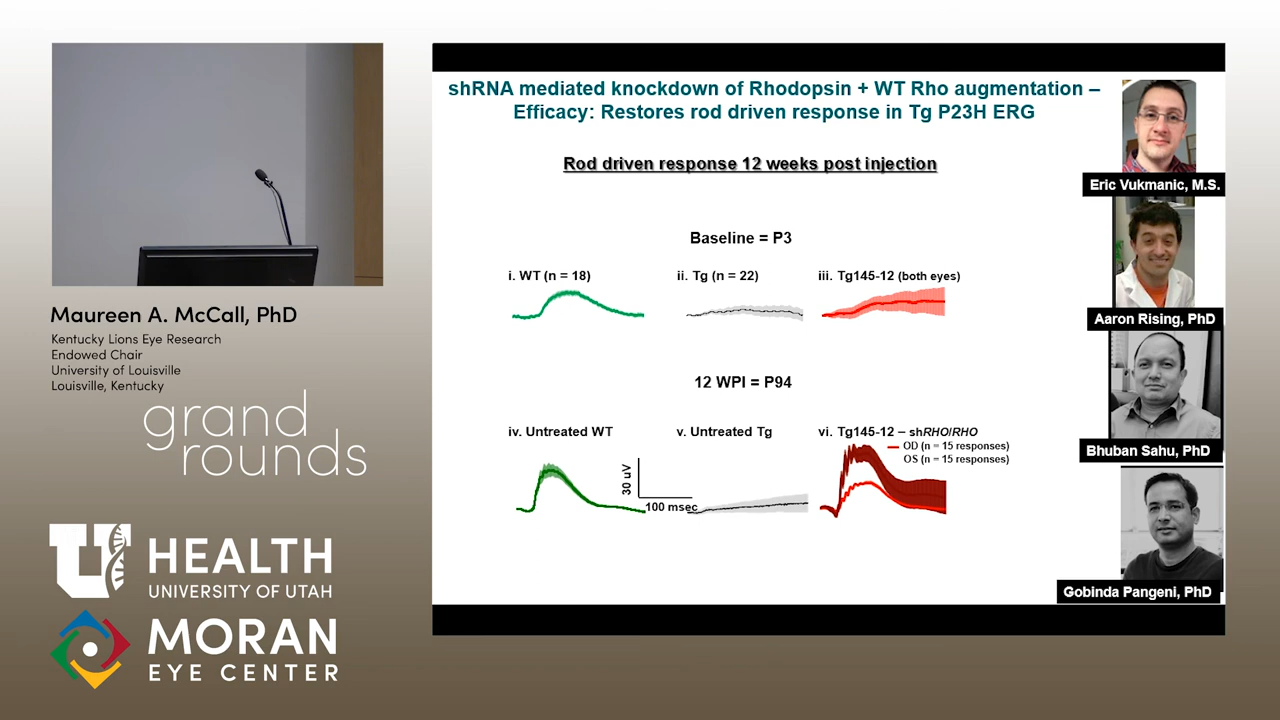 shRNA mediated knockdown of Rhodopsin + WT Rho augmentation –
Efficacy: Restores rod driven response in Tg P23H ERG
Rod driven response 12 weeks post injection
Baseline = P3
i. WT (n = 18)
ii. Tg (n = 22)
iii. Tg145-12 (both eyes)
12 WPI = P94
iv. Untreated WT
v. Untreated Tg
vi. Tg145-12 – shRHO/RHO
OD (n = 15 responses)
OS (n = 15 responses)
30 uV
100 msec
Eric Vukmanic, M.S.
Aaron Rising, PhD
Bhuban Sahu, PhD
Gobinda Pangeni, PhD
Maureen A. McCall, PhD
Kentucky Lions Eye Research
Endowed Chair
University of Louisville
Louisville, Kentucky
grand
rounds
U HEALTH
UNIVERSITY OF UTAH
MORAN
EYE CENTER